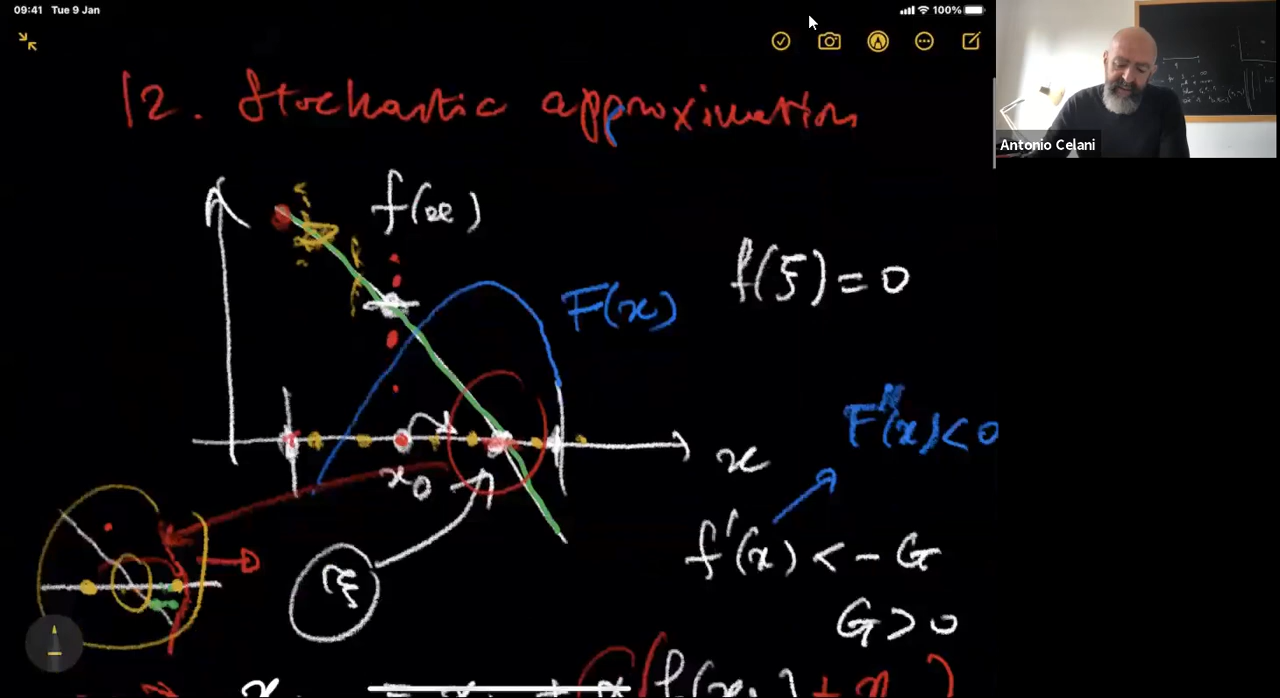 09:41 Tue 9 Jan
100%
Antonio Celani
12. Stochastic approximation
f(x)
F(x)
f(ξ) = 0
F''(x) < 0
x
x₀
f'(x) < - G
ξ
G > 0